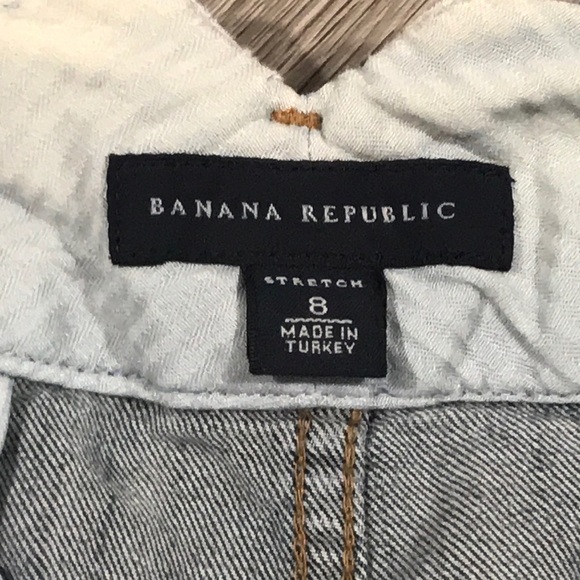 BANANA REPUBLIC
STRETCH
8
MADE IN
TURKEY